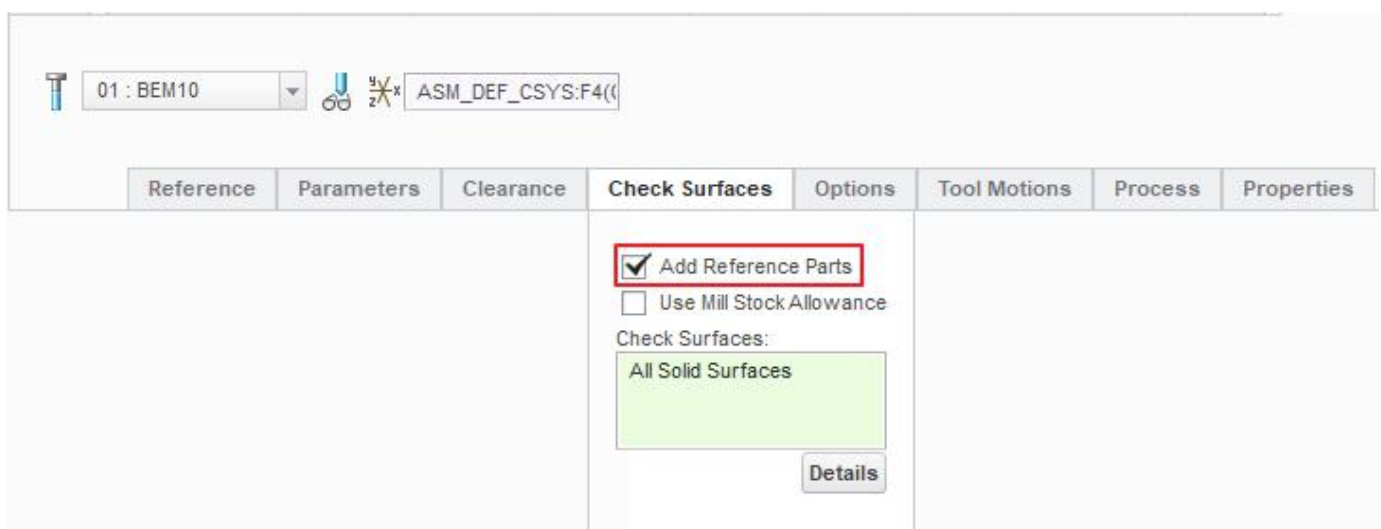 01 : BEM10 y x z ASM_DEF_CSYS:F4((
Reference Parameters Clearance Check Surfaces Options Tool Motions Process Properties
Add Reference Parts
Use Mill Stock Allowance
Check Surfaces:
All Solid Surfaces
Details